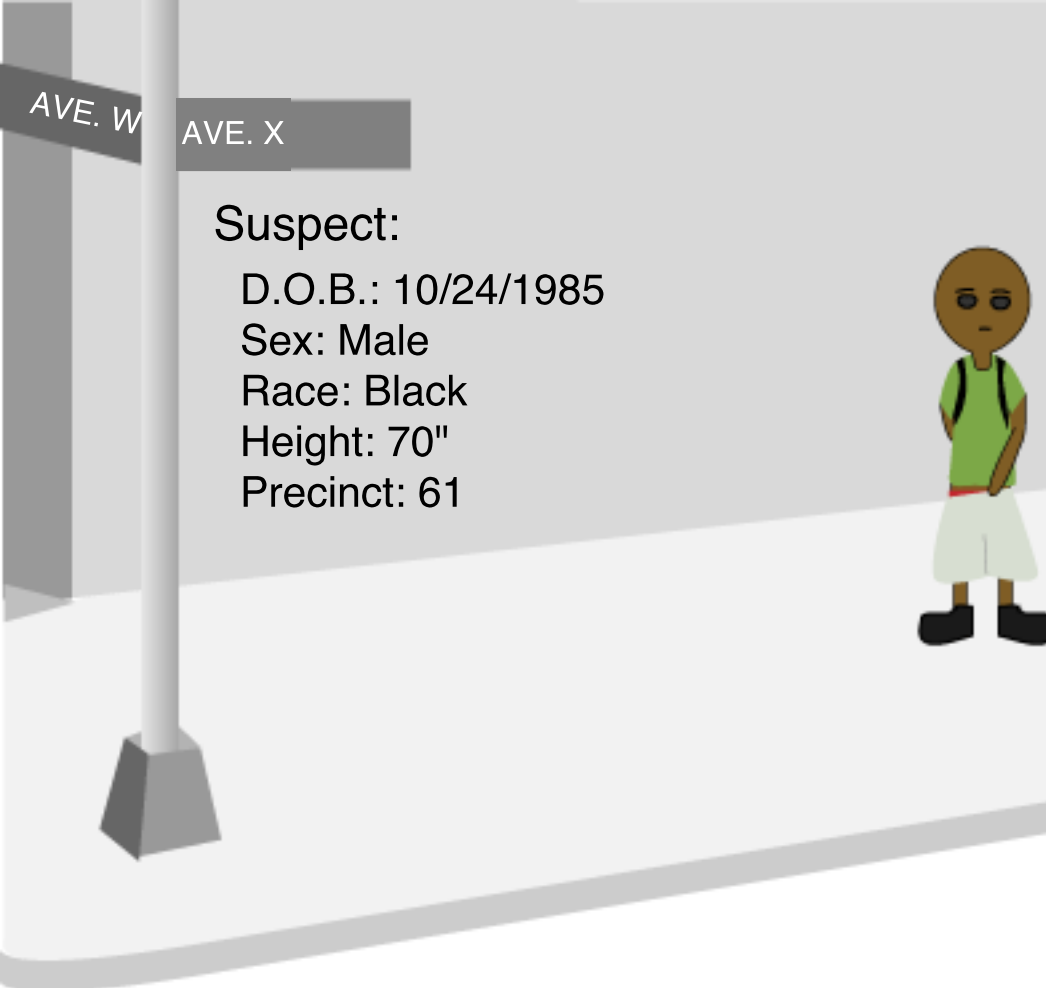 AVE. W
AVE. X
Suspect:
D.O.B.: 10/24/1985
Sex: Male
Race: Black
Height: 70"
Precinct: 61